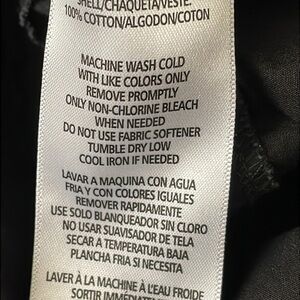 SHELL/CHAQUETA/VESTE:
100% COTTON/ALGODON/COTON
MACHINE WASH COLD
WITH LIKE COLORS ONLY
REMOVE PROMPTLY
ONLY NON-CHLORINE BLEACH
WHEN NEEDED
DO NOT USE FABRIC SOFTENER
TUMBLE DRY LOW
COOL IRON IF NEEDED
LAVAR A MAQUINA CON AGUA
FRIA Y CON COLORES IGUALES
REMOVER RAPIDAMENTE
USE SOLO BLANQUEADOR SIN CLORO
NO USAR SUAVISADOR DE TELA
SECAR A TEMPERATURA BAJA
PLANCHA FRIA SI NECESITA
LAVER À LA MACHINE À L'EAU FROIDE
SORTIR IMMÉDIATEMENT